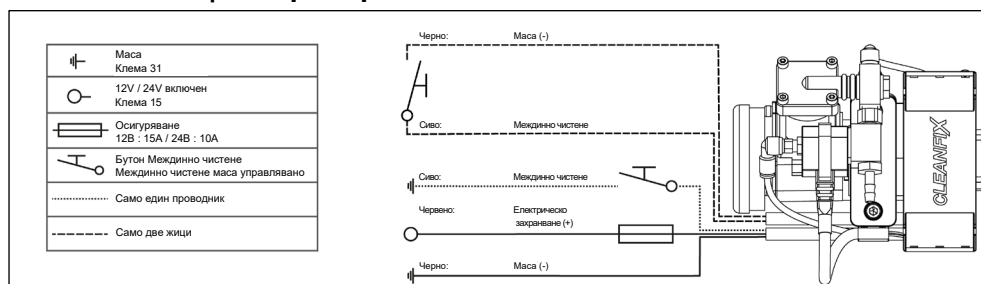 Маса
Клема 31
12V / 24V включен
Клема 15
Осигуряване
12В : 15А / 24В : 10А
Бутон Междинно чистене
Междинно чистене маса управлявано
Само един проводник
Само две жици
Черно: Маса (-)
Сиво: Междинно чистене
Сиво: Междинно чистене
Червено: Електрическо
захранване (+)
Черно: Маса (-)
CLEANFIX